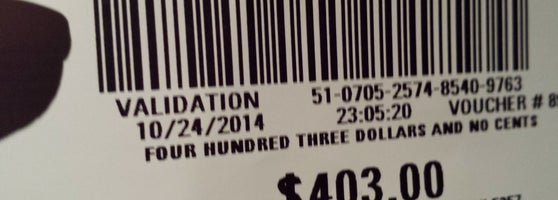 VALIDATION 51-0705-2574-8540-9763
10/24/2014 23:05:20 VOUCHER #
FOUR HUNDRED THREE DOLLARS AND NO CENTS
$403.00